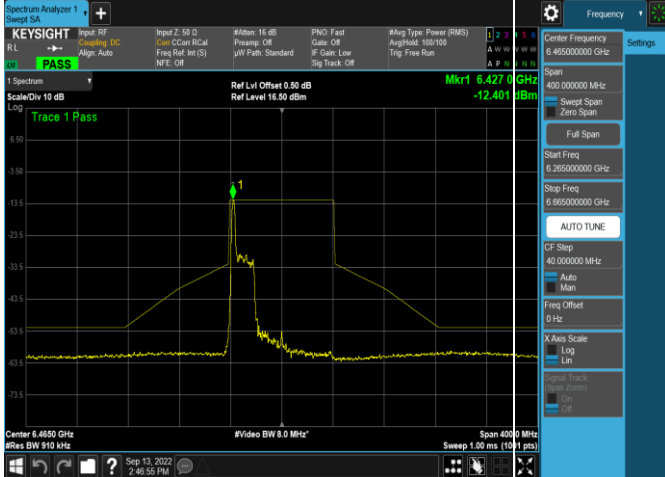 Spectrum Analyzer 1
Swept SA
+
Frequency
KEYSIGHT
Input: RF
Input Z: 50 Ω
#Atten: 16 dB
PNO: Fast
#Avg Type: Power (RMS)
1 2 3 4 5 6
RL
Coupling: DC
Corr CCorr RCal
Preamp: Off
Gate: Off
Avg|Hold: 100/100
Align: Auto
Freq Ref: Int (S)
µW Path: Standard
IF Gain: Low
Trig: Free Run
NFE: Off
Sig Track: Off
LV
PASS
A P N N N N
1 Spectrum
Scale/Div 10 dB
Ref Lvl Offset 0.50 dB
Ref Level 16.50 dBm
Mkr1 6.427 0 GHz
-12.401 dBm
Log
Trace 1 Pass
6.50
-3.50
-13.5
-23.5
-33.5
-43.5
-53.5
-63.5
-73.5
1
Center 6.4650 GHz
#Video BW 8.0 MHz*
Span 400.0 MHz
#Res BW 910 kHz
Sweep 1.00 ms (1001 pts)
Sep 13, 2022
2:46:55 PM
?
Settings
Center Frequency
6.465000000 GHz
Span
400.000000 MHz
Swept Span
Zero Span
Full Span
Start Freq
6.265000000 GHz
Stop Freq
6.665000000 GHz
AUTO TUNE
CF Step
40.000000 MHz
Auto
Man
Freq Offset
0 Hz
X Axis Scale
Log
Lin
Signal Track
(Span Zoom)
On
Off